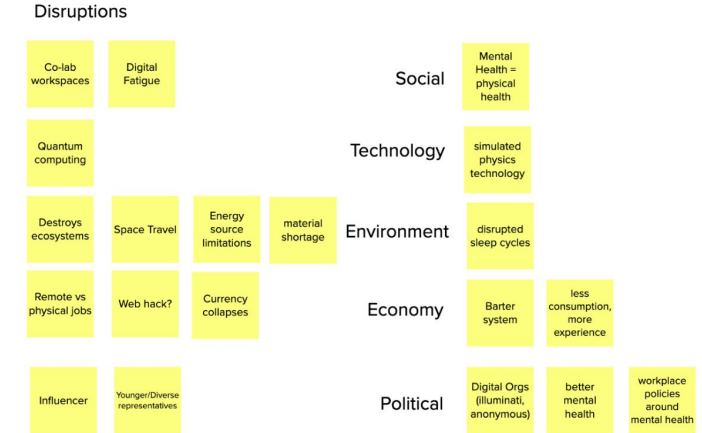 Disruptions
Co-lab
workspaces
Digital
Fatigue
Social
Mental
Health =
physical
health
Quantum
computing
Technology
simulated
physics
technology
Destroys
ecosystems
Space Travel
Energy
source
limitations
material
shortage
Environment
disrupted
sleep cycles
Remote vs
physical jobs
Web hack?
Currency
collapses
Economy
Barter
system
less
consumption,
more
experience
Influencer
Younger/Diverse
representatives
Political
Digital Orgs
(illuminati,
anonymous)
better
mental
health
workplace
policies
around
mental health